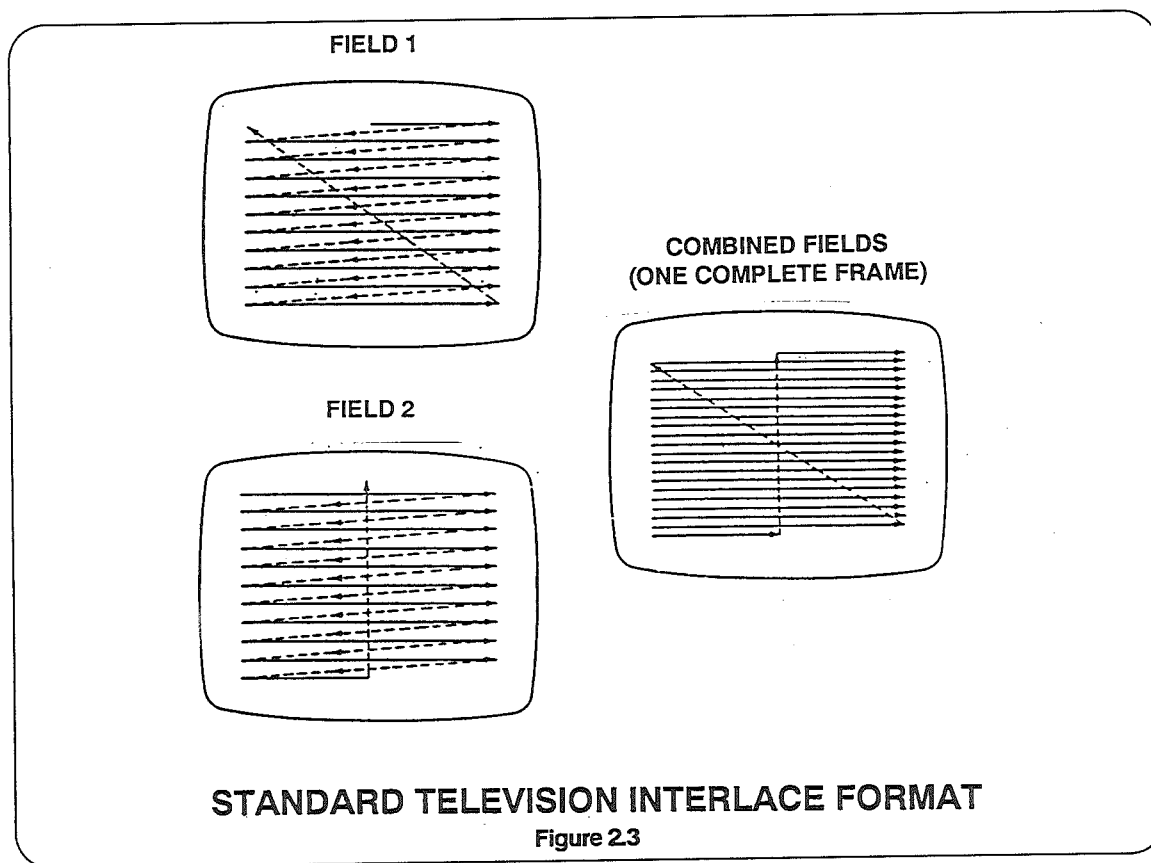 FIELD 1
COMBINED FIELDS
(ONE COMPLETE FRAME)
FIELD 2
STANDARD TELEVISION INTERLACE FORMAT
Figure 2.3